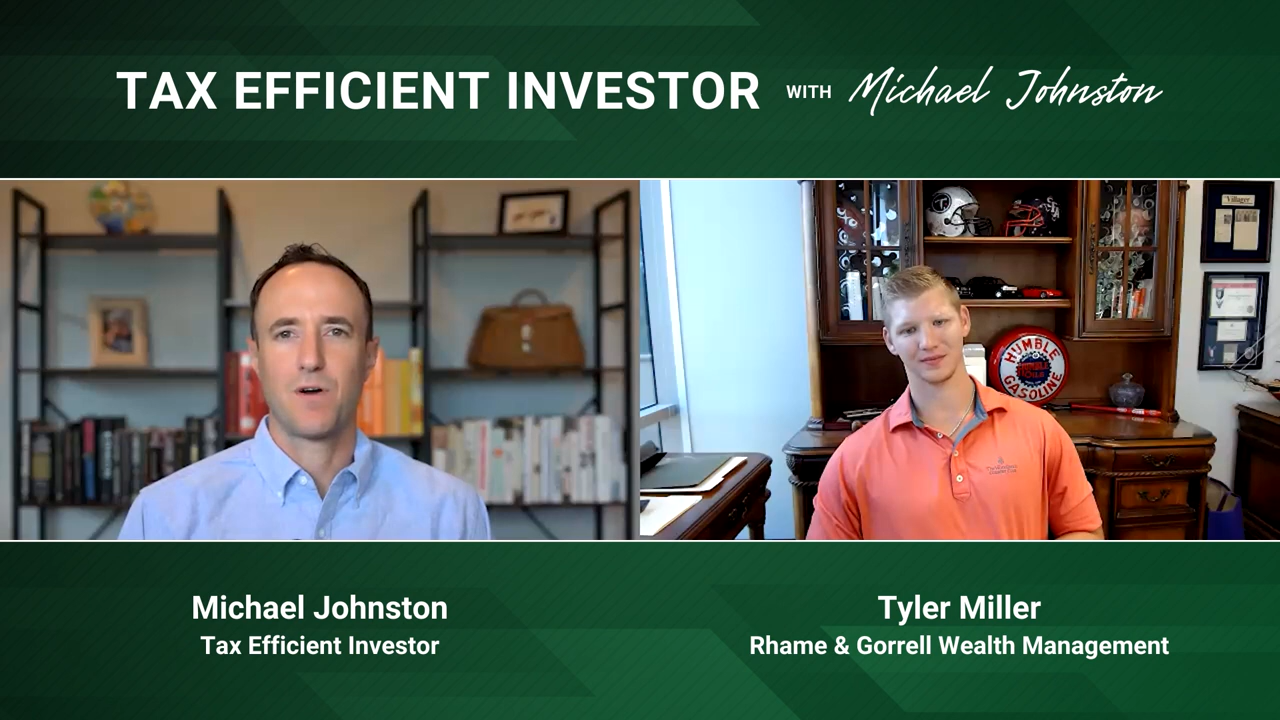 TAX EFFICIENT INVESTOR WITH Michael Johnston
Villager
HUMBLE
GASOLINE
Michael Johnston
Tyler Miller
Tax Efficient Investor
Rhame & Gorrell Wealth Management